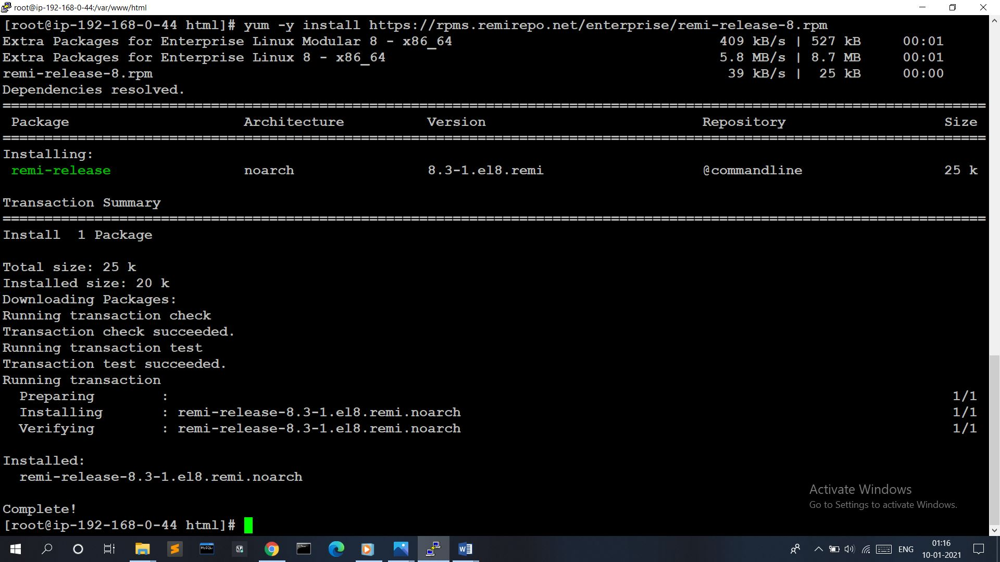 root@ip-192-168-0-44:/var/www/html
[root@ip-192-168-0-44 html]# yum -y install https://rpms.remirepo.net/enterprise/remi-release-8.rpm
Extra Packages for Enterprise Linux Modular 8 - x86_64 409 kB/s | 527 kB 00:01
Extra Packages for Enterprise Linux 8 - x86_64 5.8 MB/s | 8.7 MB 00:01
remi-release-8.rpm 39 kB/s | 25 kB 00:00
Dependencies resolved.
Package Architecture Version Repository Size
Installing:
remi-release noarch 8.3-1.el8.remi @commandline 25 k
Transaction Summary
Install 1 Package
Total size: 25 k
Installed size: 20 k
Downloading Packages:
Running transaction check
Transaction check succeeded.
Running transaction test
Transaction test succeeded.
Running transaction
Preparing : 1/1
Installing : remi-release-8.3-1.el8.remi.noarch 1/1
Verifying : remi-release-8.3-1.el8.remi.noarch 1/1
Installed:
remi-release-8.3-1.el8.remi.noarch
Complete!
[root@ip-192-168-0-44 html]#
Activate Windows
Go to Settings to activate Windows.
MySQL
ENG
01:16
10-01-2021